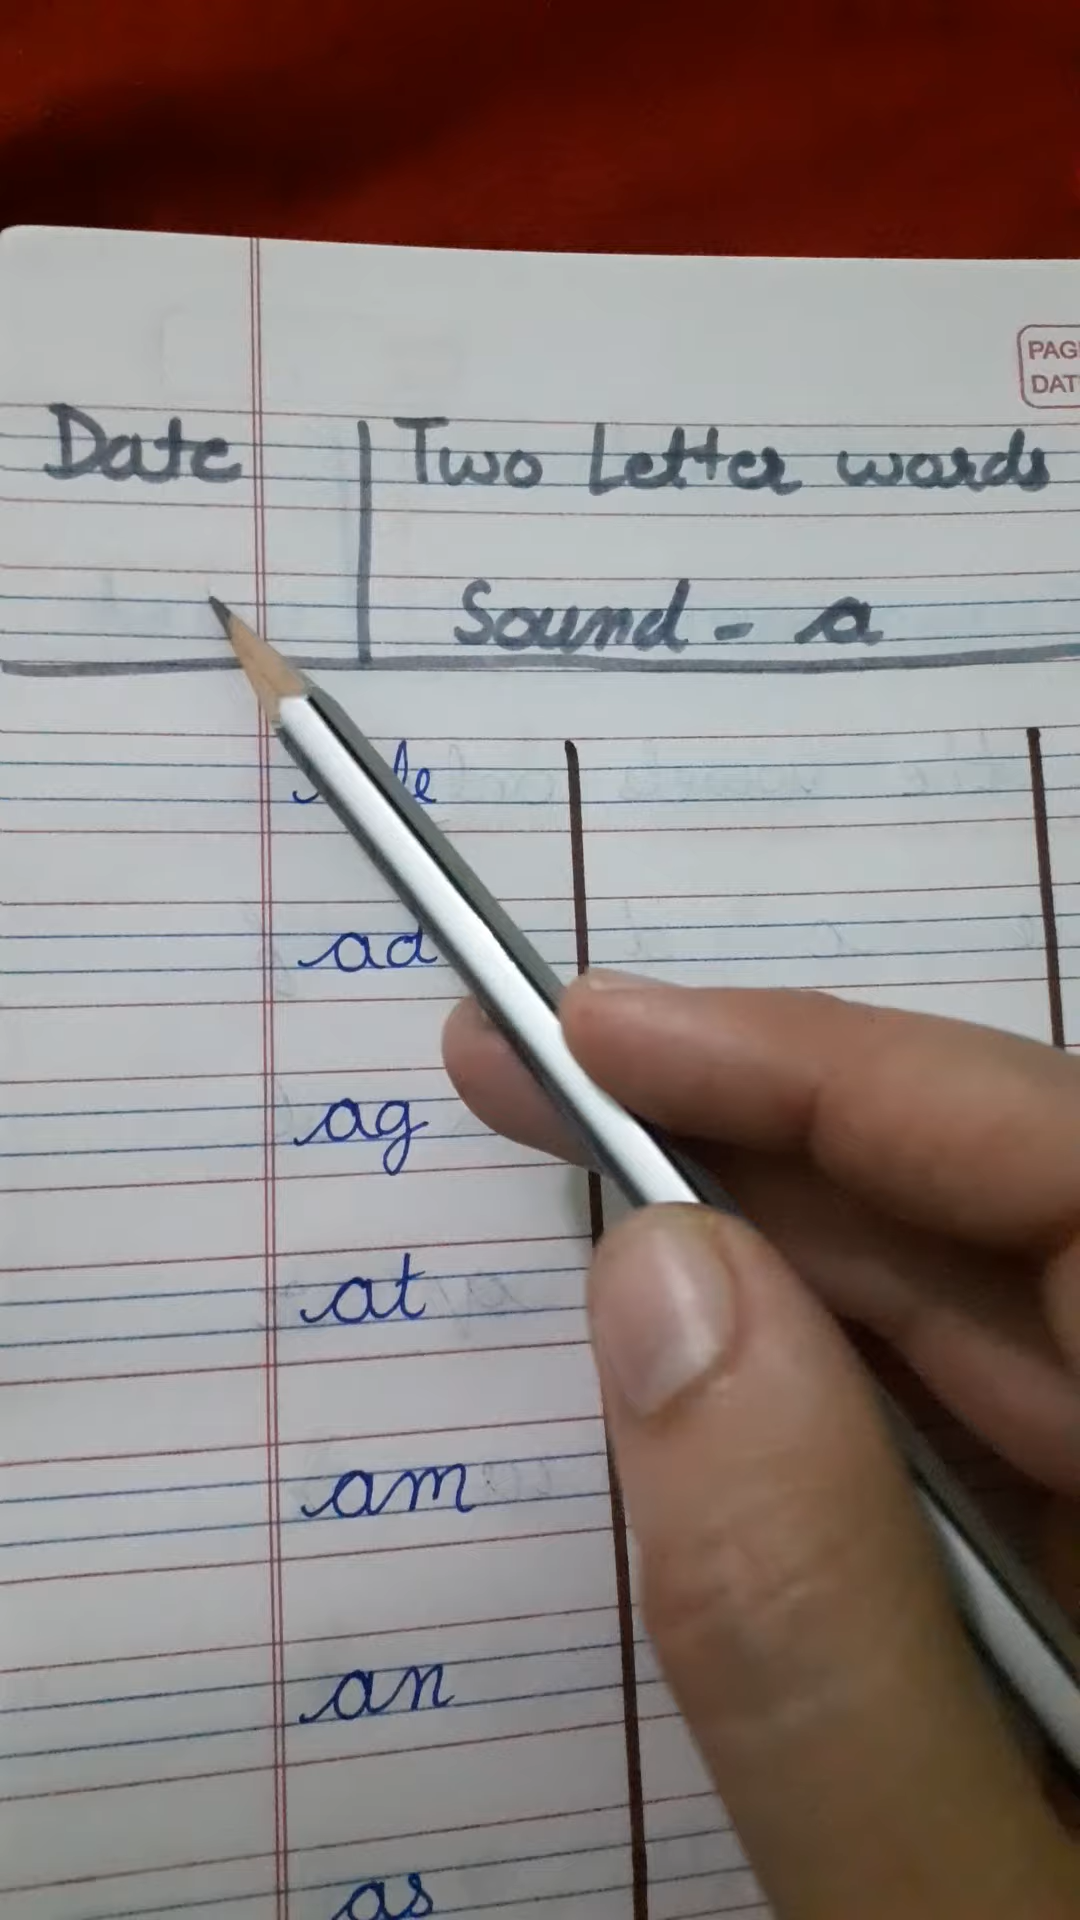 PAG
DAT
Date Two Letter words
Sound - a
ad
ag
at
am
an
as